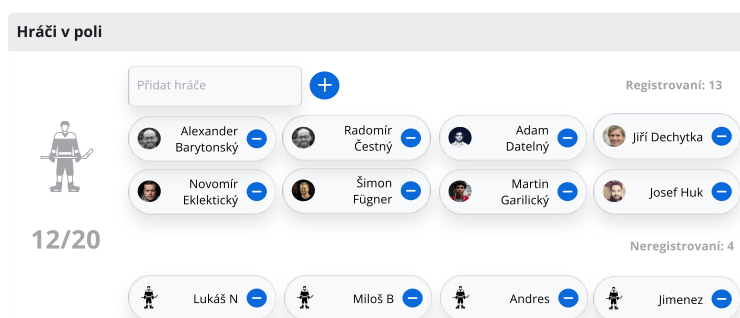 Hráči v poli
Přidat hráče
Registrovaní: 13
Alexander
Barytonský
Radomír
Čestný
Adam
Datelný
Jiří Dechytka
Novomír
Eklektický
Šimon
Fügner
Martin
Garilický
Josef Huk
12/20
Neregistrovaní: 4
Lukáš N
Miloš B
Andres
Jimenez